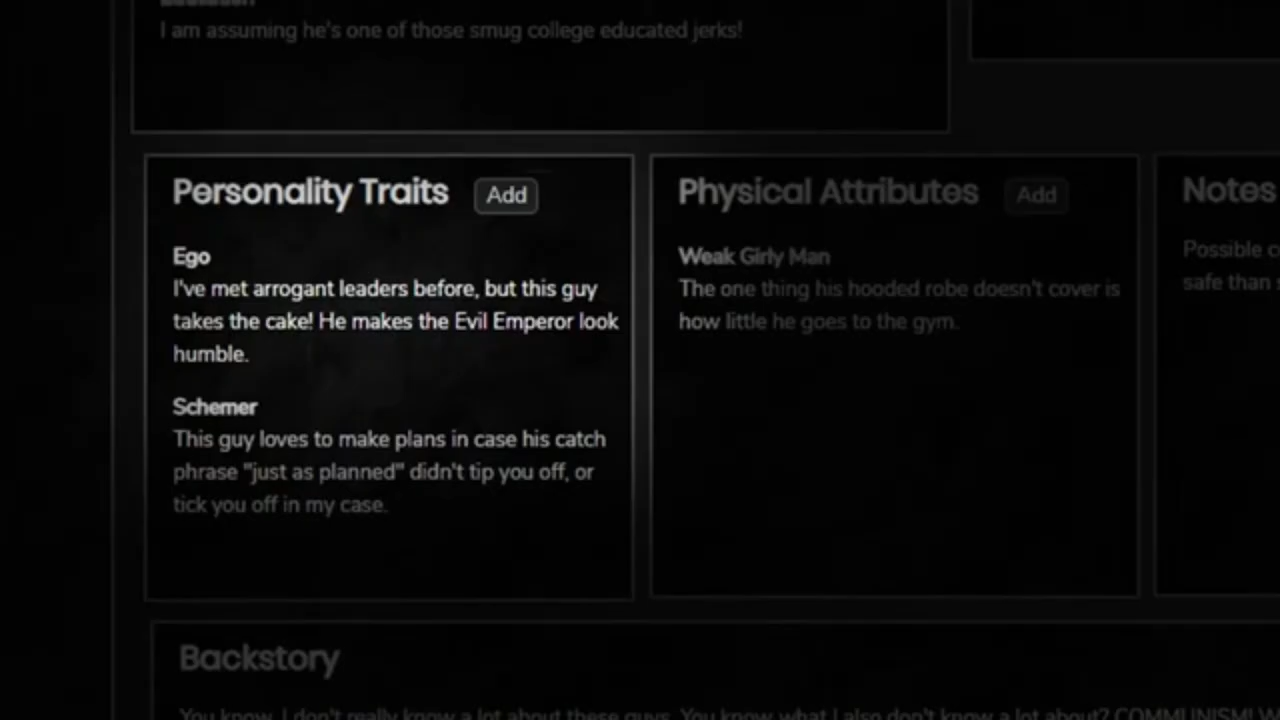 I am assuming he's one of those smug college educated jerks!
Personality Traits Add
Ego
I've met arrogant leaders before, but this guy
takes the cake! He makes the Evil Emperor look
humble.
Schemer
This guy loves to make plans in case his catch
phrase "just as planned" didn't tip you off, or
tick you off in my case.
Physical Attributes Add
Weak Girly Man
The one thing his hooded robe doesn't cover is
how little he goes to the gym.
Notes
Possible
safe than
Backstory
You know, I don't really know a lot about these guys. You know what I also don't know a lot about? COMMUNISM!